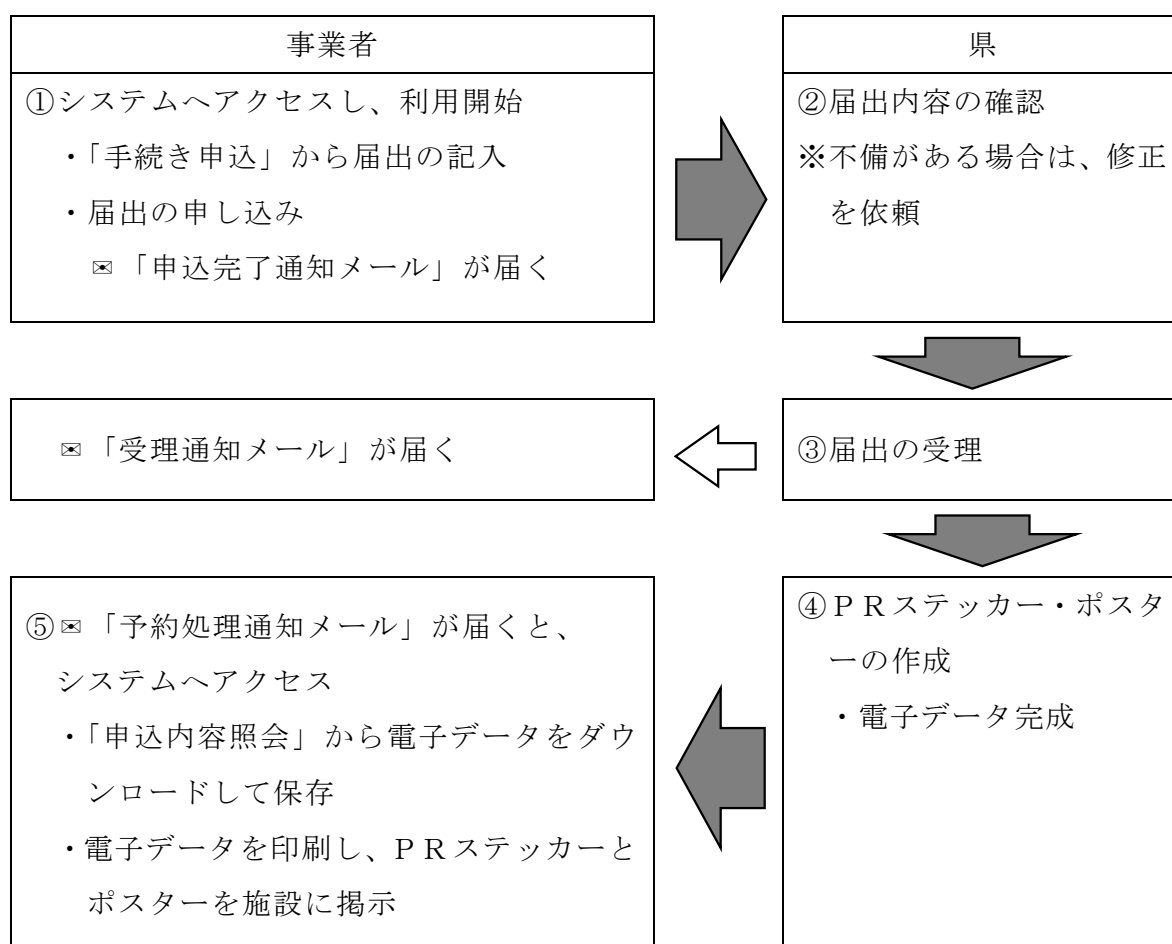 事業者
県
①システムへアクセスし、利用開始
・「手続き申込」から届出の記入
・届出の申し込み
✉「申込完了通知メール」が届く
②届出内容の確認
※不備がある場合は、修正
を依頼
✉「受理通知メール」が届く
③届出の受理
④ＰＲステッカー・ポスタ
ーの作成
・電子データ完成
⑤✉「予約処理通知メール」が届くと、
システムへアクセス
・「申込内容照会」から電子データをダウ
ンロードして保存
・電子データを印刷し、ＰＲステッカーと
ポスターを施設に掲示